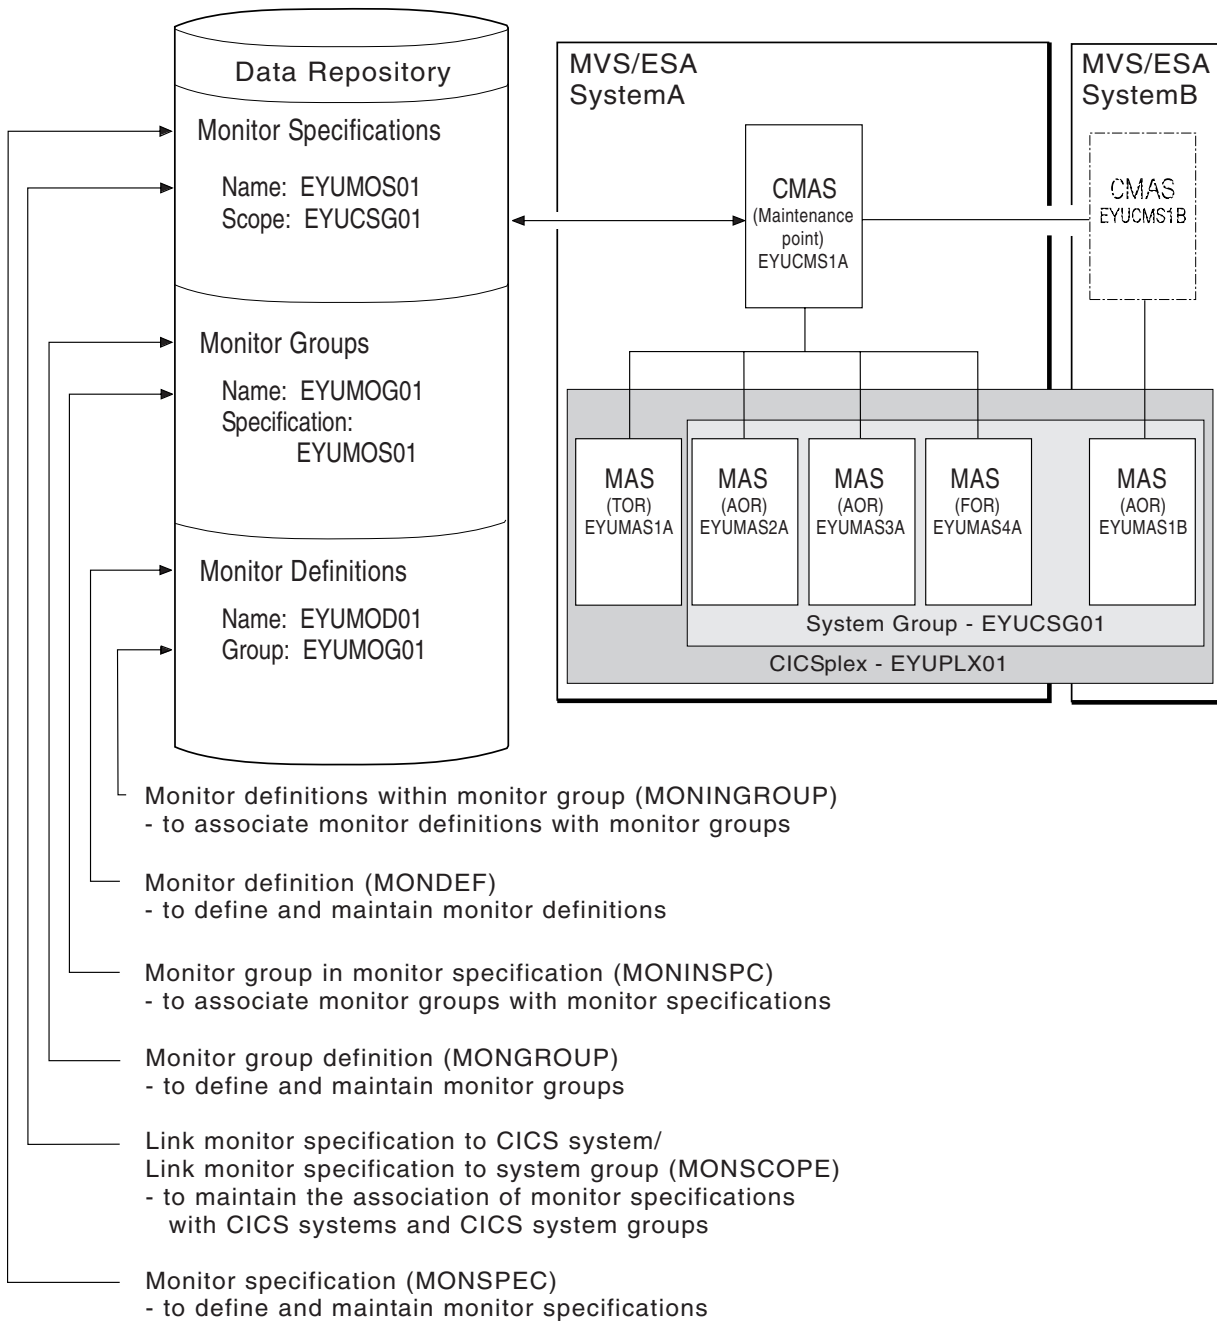 Data Repository
Monitor Specifications
Name: EYUMOS01
Scope: EYUCSG01
Monitor Groups
Name: EYUMOG01
Specification:
EYUMOS01
Monitor Definitions
Name: EYUMOD01
Group: EYUMOG01
MVS/ESA
SystemA
CMAS
(Maintenance
point)
EYUCMS1A
MVS/ESA
SystemB
CMAS
EYUCMS1B
MAS
(TOR)
EYUMAS1A
MAS
(AOR)
EYUMAS2A
MAS
(AOR)
EYUMAS3A
MAS
(FOR)
EYUMAS4A
MAS
(AOR)
EYUMAS1B
System Group - EYUCSG01
CICSplex - EYUPLX01
Monitor definitions within monitor group (MONINGROUP)
- to associate monitor definitions with monitor groups
Monitor definition (MONDEF)
- to define and maintain monitor definitions
Monitor group in monitor specification (MONINSPC)
- to associate monitor groups with monitor specifications
Monitor group definition (MONGROUP)
- to define and maintain monitor groups
Link monitor specification to CICS system/
Link monitor specification to system group (MONSCOPE)
- to maintain the association of monitor specifications
with CICS systems and CICS system groups
Monitor specification (MONSPEC)
- to define and maintain monitor specifications